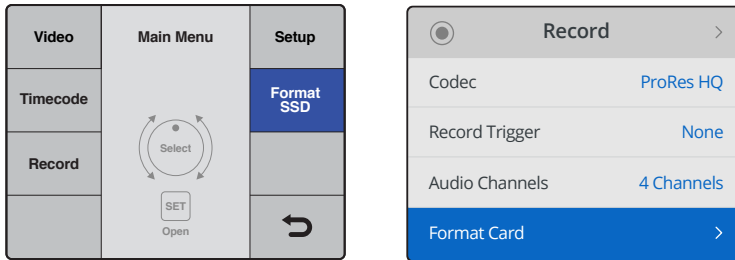 Video
Main Menu
Setup
Timecode
Format
SSD
Select
Record
SET
Open
Record
Codec
ProRes HQ
Record Trigger
None
Audio Channels
4 Channels
Format Card